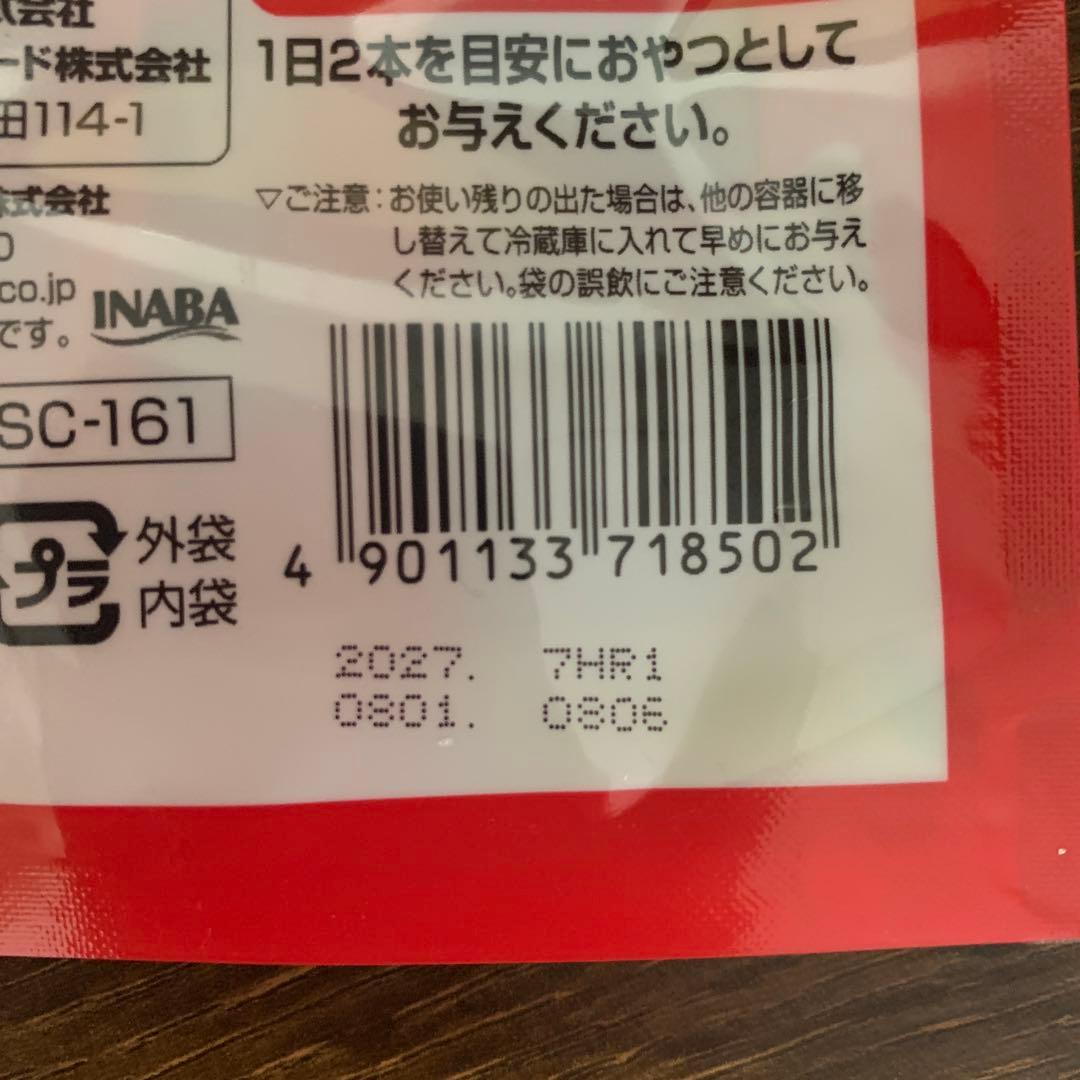 式会社
ード株式会社
田114-1
株式会社
0
co.jp
です。
INABA
SC-161
プラ
外袋
内袋
1日2本を目安におやつとして
お与えください。
▽ご注意:お使い残りの出た場合は、他の容器に移
し替えて冷蔵庫に入れて早めにお与え
ください。袋の誤飲にご注意ください。
4 901133 718502
2027. 7HR1
0801. 0806